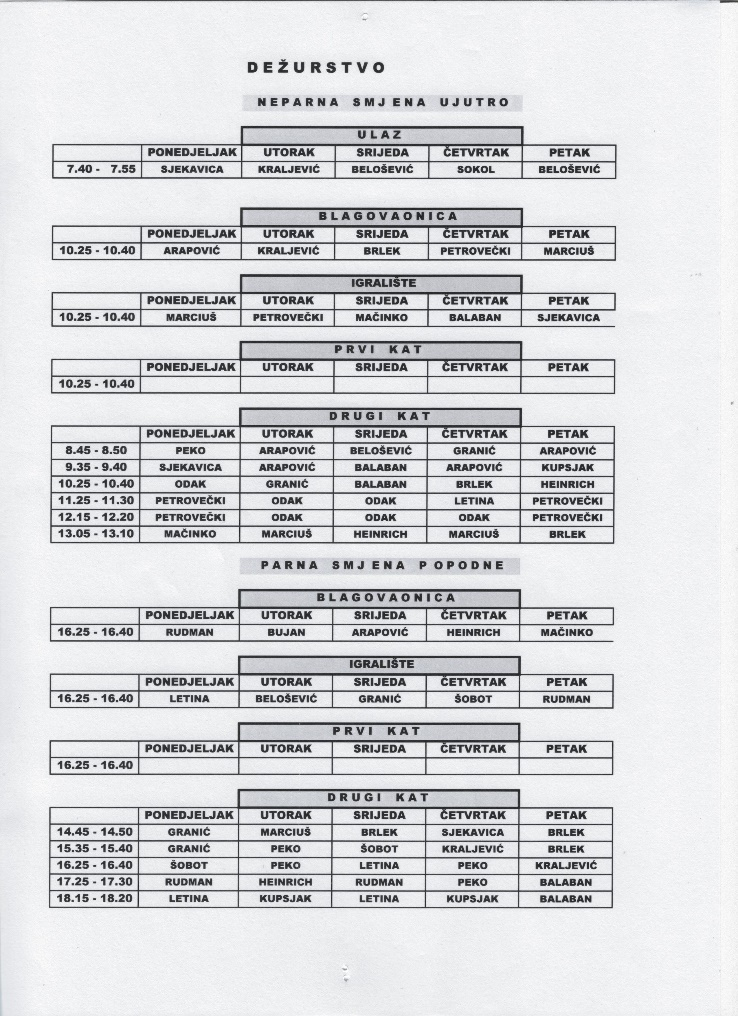 DEŽURSTVO
NEPARNA SMJENA UJUTRO
ULAZ
PONEDJELJAK UTORAK SRIJEDA ČETVRTAK PETAK
7.40 - 7.55 SJEKAVICA KRALJEVIĆ BELOŠEVIĆ SOKOL BELOŠEVIĆ
BLAGOVAONICA
PONEDJELJAK UTORAK SRIJEDA ČETVRTAK PETAK
10.25 - 10.40 ARAPOVIĆ KRALJEVIĆ BRLEK PETROVEČKI MARCIUŠ
IGRALIŠTE
PONEDJELJAK UTORAK SRIJEDA ČETVRTAK PETAK
10.25 - 10.40 MARCIUŠ PETROVEČKI MAČINKO BALABAN SJEKAVICA
PRVI KAT
PONEDJELJAK UTORAK SRIJEDA ČETVRTAK PETAK
10.25 - 10.40
DRUGI KAT
PONEDJELJAK UTORAK SRIJEDA ČETVRTAK PETAK
8.45 - 8.50 PEKO ARAPOVIĆ BELOŠEVIĆ GRANIĆ ARAPOVIĆ
9.35 - 9.40 SJEKAVICA ARAPOVIĆ BALABAN ARAPOVIĆ KUPSJAK
10.25 - 10.40 ODAK GRANIĆ BALABAN BRLEK HEINRICH
11.25 - 11.30 PETROVEČKI ODAK ODAK LETINA PETROVEČKI
12.15 - 12.20 PETROVEČKI ODAK ODAK ODAK PETROVEČKI
13.05 - 13.10 MAČINKO MARCIUŠ HEINRICH MARCIUŠ BRLEK
PARNA SMJENA POPODNE
BLAGOVAONICA
PONEDJELJAK UTORAK SRIJEDA ČETVRTAK PETAK
16.25 - 16.40 RUDMAN BUJAN ARAPOVIĆ HEINRICH MAČINKO
IGRALIŠTE
PONEDJELJAK UTORAK SRIJEDA ČETVRTAK PETAK
16.25 - 16.40 LETINA BELOŠEVIĆ GRANIĆ ŠOBOT RUDMAN
PRVI KAT
PONEDJELJAK UTORAK SRIJEDA ČETVRTAK PETAK
16.25 - 16.40
DRUGI KAT
PONEDJELJAK UTORAK SRIJEDA ČETVRTAK PETAK
14.45 - 14.50 GRANIĆ MARCIUŠ BRLEK SJEKAVICA BRLEK
15.35 - 15.40 GRANIĆ PEKO ŠOBOT KRALJEVIĆ BRLEK
16.25 - 16.40 ŠOBOT PEKO LETINA PEKO KRALJEVIĆ
17.25 - 17.30 RUDMAN HEINRICH RUDMAN PEKO BALABAN
18.15 - 18.20 LETINA KUPSJAK LETINA KUPSJAK BALABAN